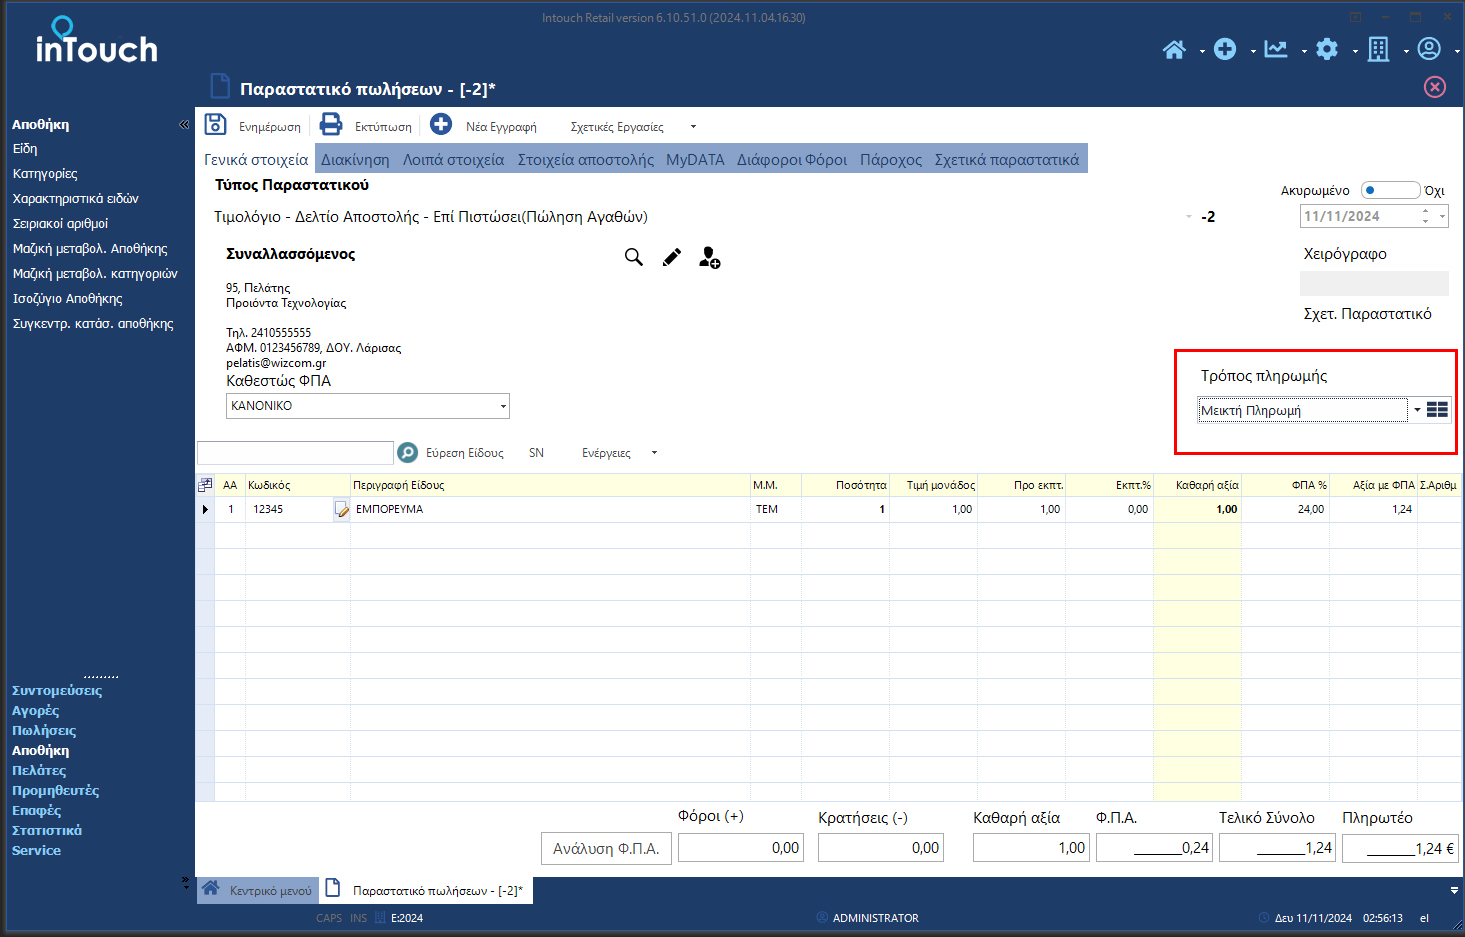 Intouch Retail version 6.10.51.0 (2024.11.04.16.30)
inTouch
Παραστατικό πωλήσεων - [-2]*
Αποθήκη
Είδη
Κατηγορίες
Χαρακτηριστικά ειδών
Σειριακοί αριθμοί
Μαζική μεταβολ. Αποθήκης
Μαζική μεταβολ. κατηγοριών
Ισοζύγιο Αποθήκης
Συγκεντρ. κατάσ. αποθήκης
Ενημέρωση Εκτύπωση Νέα Εγγραφή Σχετικές Εργασίες
Γενικά στοιχεία Διακίνηση Λοιπά στοιχεία Στοιχεία αποστολής MyDATA Διάφοροι Φόροι Πάροχος Σχετικά παραστατικά
Τύπος Παραστατικού
Ακυρωμένο Όχι
Τιμολόγιο - Δελτίο Αποστολής - Επί Πιστώσει(Πώληση Αγαθών) -2
11/11/2024
Συναλλασσόμενος
Χειρόγραφο
95, Πελάτης
Προιόντα Τεχνολογίας
Σχετ. Παραστατικό
Τηλ. 2410555555
ΑΦΜ. 0123456789, ΔΟΥ. Λάρισας
pelatis@wizcom.gr
Καθεστώς ΦΠΑ
ΚΑΝΟΝΙΚΟ
Τρόπος πληρωμής
Μεικτή Πληρωμή
Εύρεση Είδους SN Ενέργειες
ΑΑ Κωδικός Περιγραφή Είδους Μ.Μ. Ποσότητα Τιμή μονάδος Προ εκπτ. Εκπτ.% Καθαρή αξία ΦΠΑ % Αξία με ΦΠΑ Σ.Αριθμ
1 12345 ΕΜΠΟΡΕΥΜΑ ΤΕΜ 1 1,00 1,00 0,00 1,00 24,00 1,24
Συντομεύσεις
Αγορές
Πωλήσεις
Αποθήκη
Πελάτες
Προμηθευτές
Επαφές
Στατιστικά
Service
Φόροι (+) Κρατήσεις (-) Καθαρή αξία Φ.Π.Α. Τελικό Σύνολο Πληρωτέο
Ανάλυση Φ.Π.Α. 0,00 0,00 1,00 0,24 1,24 1,24 €
Κεντρικό μενού Παραστατικό πωλήσεων - [-2]*
CAPS INS E:2024 ADMINISTRATOR Δευ 11/11/2024 02:56:13 el